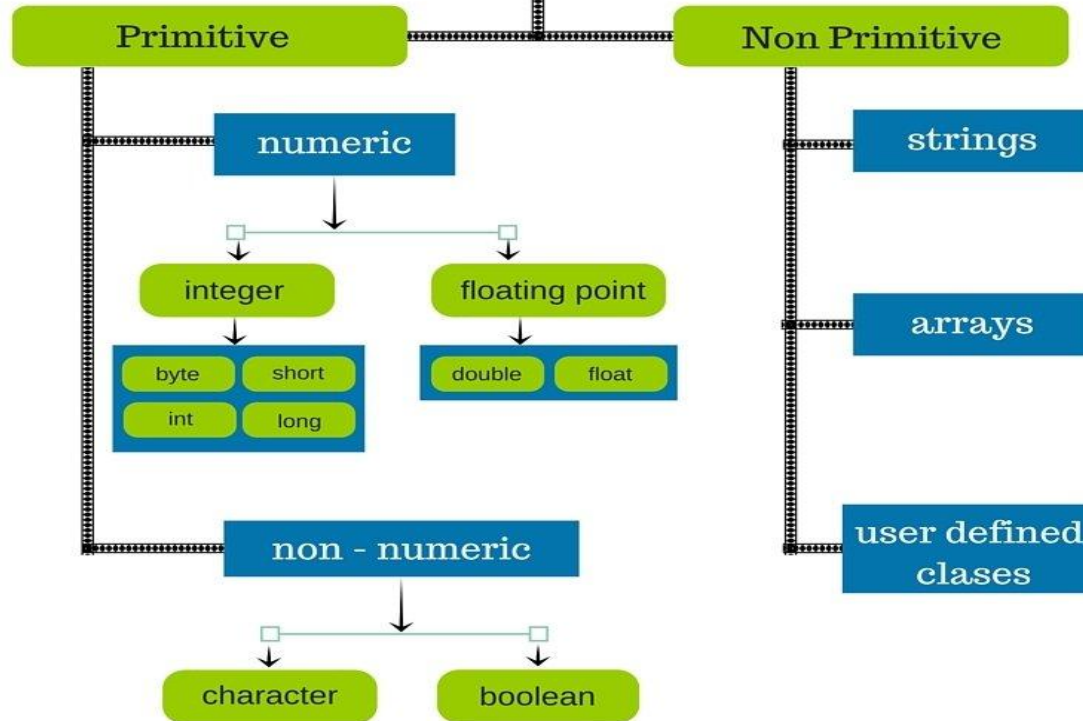 Primitive
Non Primitive
numeric
strings
integer
floating point
arrays
byte
short
double
float
int
long
non - numeric
user defined
clases
character
boolean